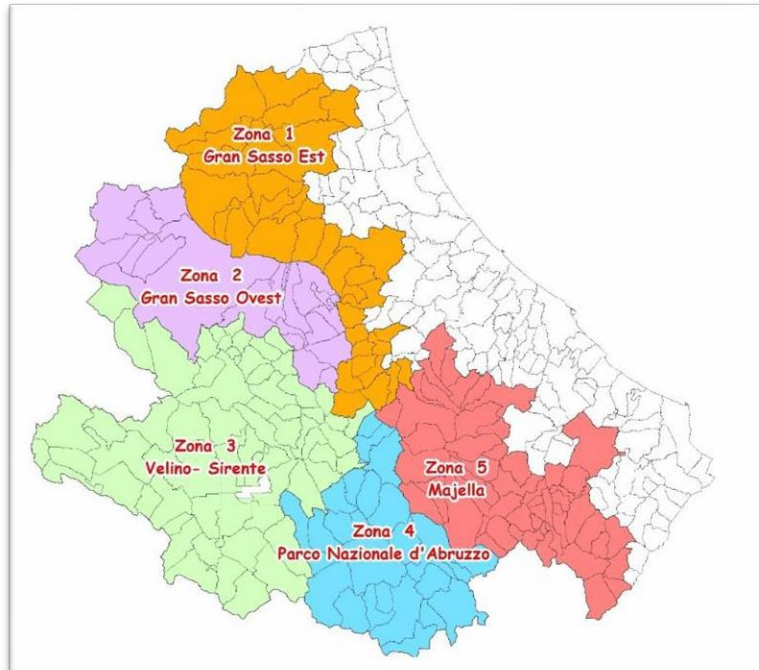 Zona 1
Gran Sasso Est
Zona 2
Gran Sasso Ovest
Zona 3
Velino- Sirente
Zona 5
Majella
Zona 4
Parco Nazionale d'Abruzzo